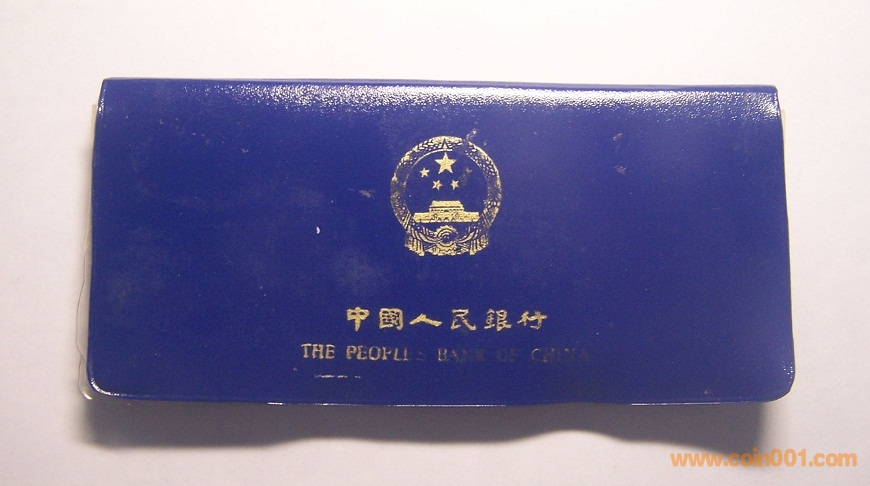 中國人民銀行
THE PEOPLE'S BANK OF CHINA
www.coin001.com